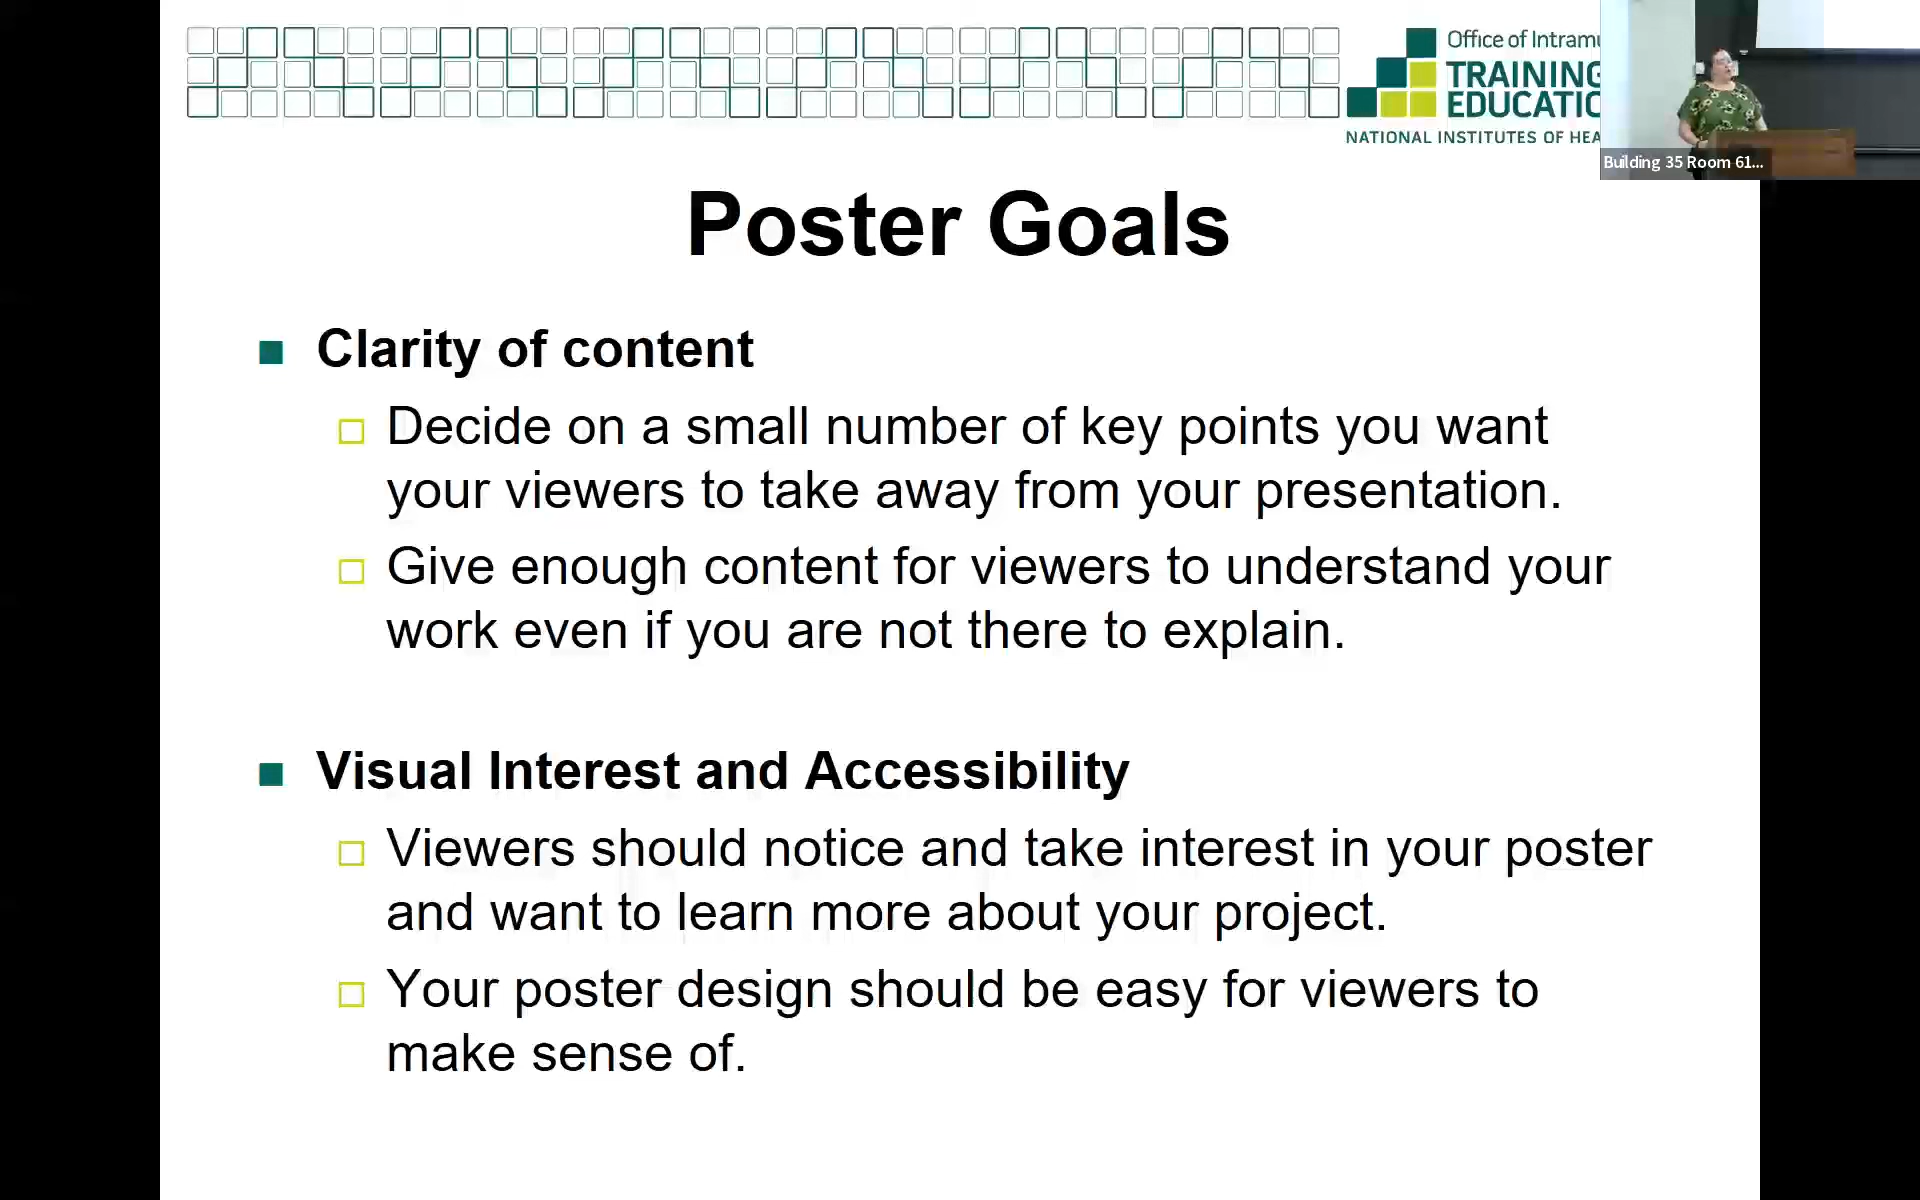 Office of Intramu
TRAINING
EDUCATIO
NATIONAL INSTITUTES OF HEA
Building 35 Room 61...
Poster Goals
Clarity of content
Decide on a small number of key points you want
your viewers to take away from your presentation.
Give enough content for viewers to understand your
work even if you are not there to explain.
Visual Interest and Accessibility
Viewers should notice and take interest in your poster
and want to learn more about your project.
Your poster design should be easy for viewers to
make sense of.